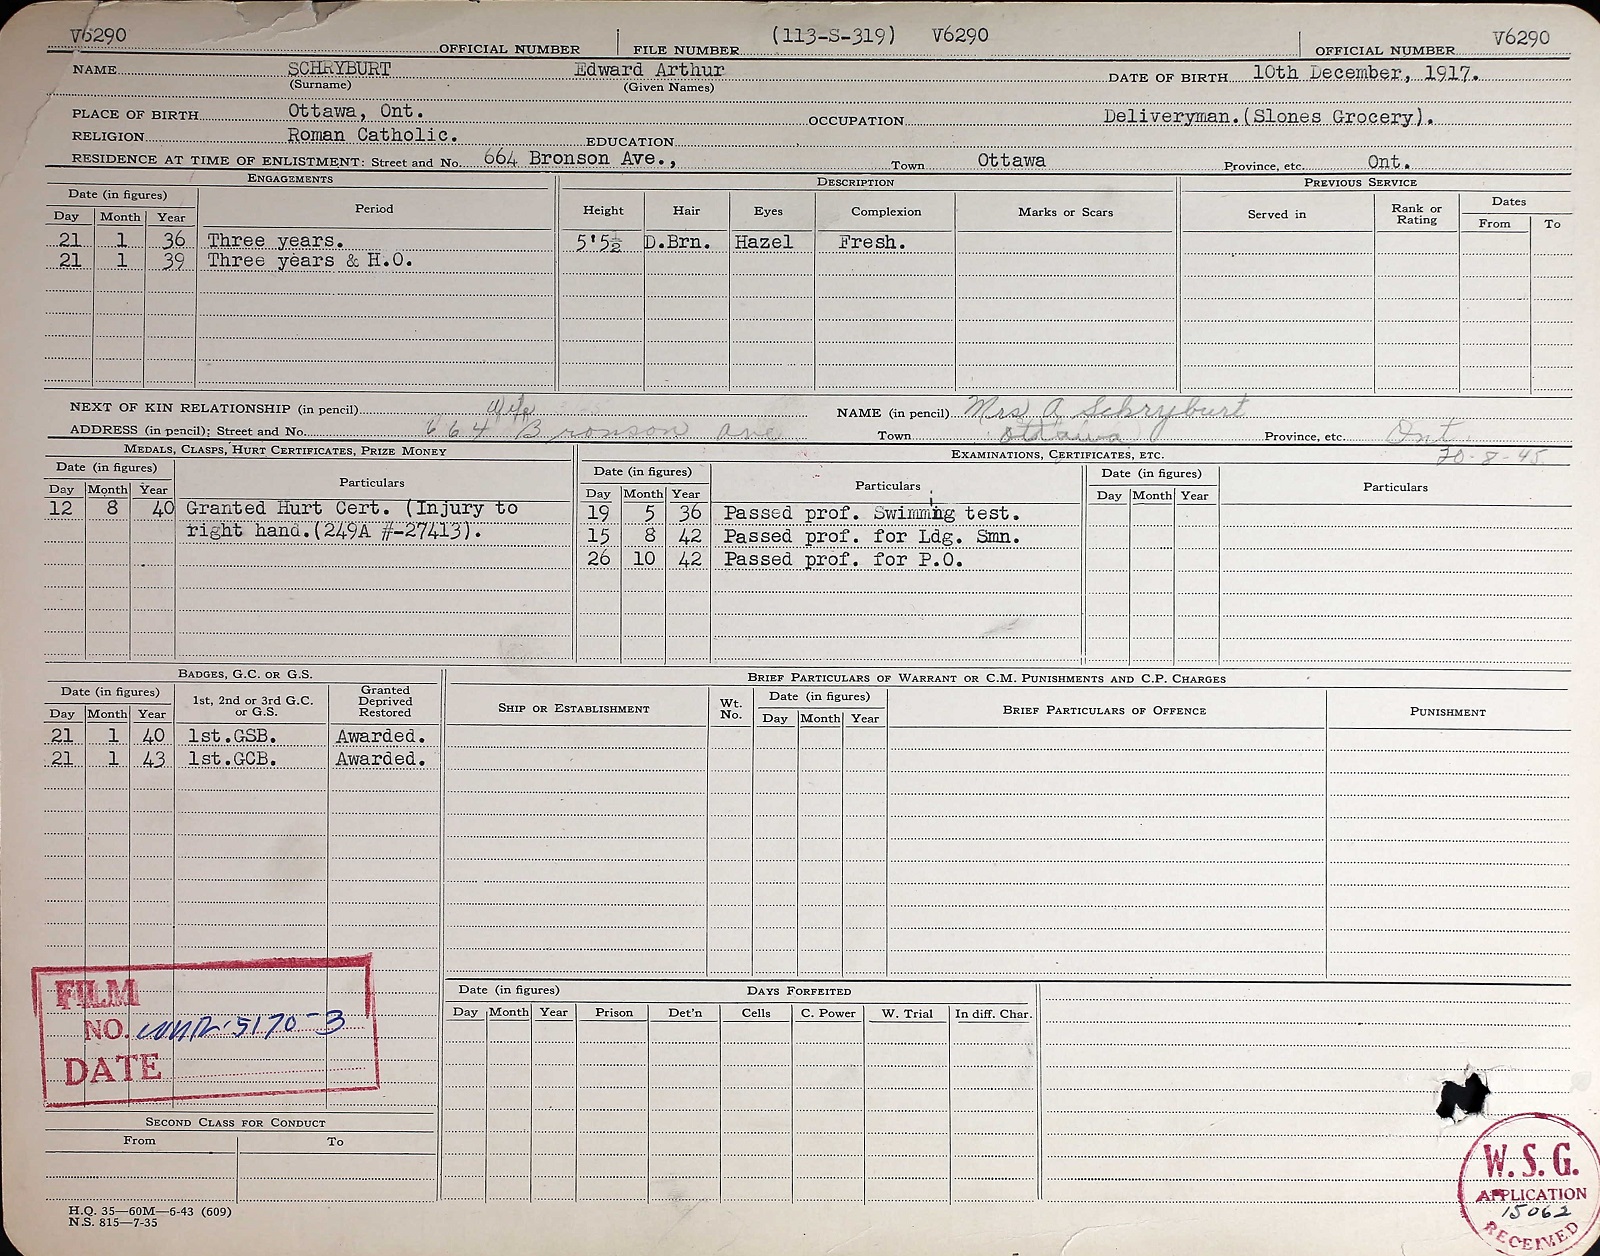 V6290 OFFICIAL NUMBER FILE NUMBER (113-S-319) V6290 OFFICIAL NUMBER V6290
NAME SCHRYBURT Edward Arthur DATE OF BIRTH 10th December, 1917.
(Surname) (Given Names)
PLACE OF BIRTH Ottawa, Ont. OCCUPATION Deliveryman.(Slones Grocery).
RELIGION Roman Catholic. EDUCATION
RESIDENCE AT TIME OF ENLISTMENT: Street and No. 664 Bronson Ave., Town Ottawa Province, etc. Ont.
ENGAGEMENTS DESCRIPTION PREVIOUS SERVICE
Date (in figures) Period Height Hair Eyes Complexion Marks or Scars Served in Rank or Rating Dates
Day Month Year From To
21 1 36 Three years. 5'5½ D.Brn. Hazel Fresh.
21 1 39 Three years & H.O.
NEXT OF KIN RELATIONSHIP (in pencil) Wife NAME (in pencil) Mrs A Schryburt
ADDRESS (in pencil): Street and No. 664 Bronson Ave Town Ottawa Province, etc. Ont.
20-8-45
MEDALS, CLASPS, HURT CERTIFICATES, PRIZE MONEY EXAMINATIONS, CERTIFICATES, ETC.
Date (in figures) Particulars Date (in figures) Particulars Date (in figures) Particulars
Day Month Year Day Month Year Day Month Year
12 8 40 Granted Hurt Cert. (Injury to 19 5 36 Passed prof. Swimming test.
right hand.(249A #-27413). 15 8 42 Passed prof. for Ldg. Smn.
26 10 42 Passed prof. for P.O.
BADGES, G.C. OR G.S. BRIEF PARTICULARS OF WARRANT OR C.M. PUNISHMENTS AND C.P. CHARGES
Date (in figures) 1st, 2nd or 3rd G.C. or G.S. Granted Deprived Restored SHIP OR ESTABLISHMENT Wt. No. Date (in figures) BRIEF PARTICULARS OF OFFENCE PUNISHMENT
Day Month Year Day Month Year
21 1 40 1st.GSB. Awarded.
21 1 43 1st.GCB. Awarded.
FILM
NO. 5170-3
DATE
Date (in figures) DAYS FORFEITED
Day Month Year Prison Det'n Cells C. Power W. Trial In diff. Char.
SECOND CLASS FOR CONDUCT
From To
W.S.G.
APPLICATION
15062
RECEIVED
H.Q. 35—60M—6-43 (609)
N.S. 815—7-35